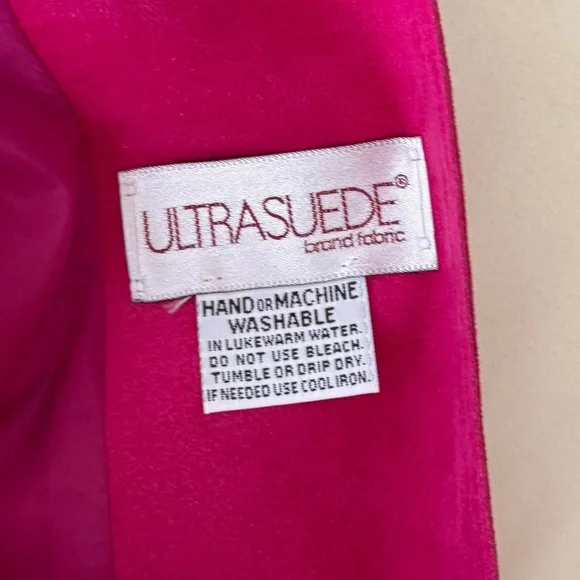 ULTRASUEDE®
brand fabric
HAND OR MACHINE
WASHABLE
IN LUKEWARM WATER.
DO NOT USE BLEACH.
TUMBLE OR DRIP DRY.
IF NEEDED USE COOL IRON.